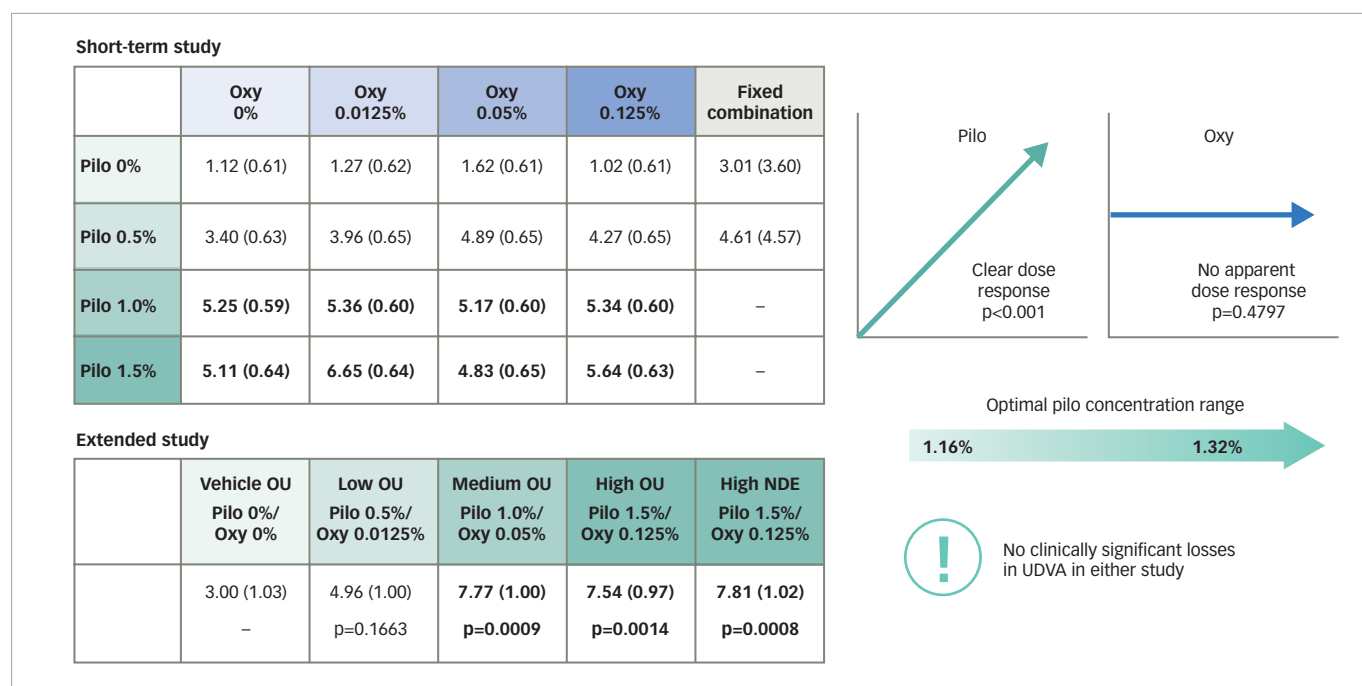 Short-term study
Oxy 0% Oxy 0.0125% Oxy 0.05% Oxy 0.125% Fixed combination
Pilo 0% 1.12 (0.61) 1.27 (0.62) 1.62 (0.61) 1.02 (0.61) 3.01 (3.60)
Pilo 0.5% 3.40 (0.63) 3.96 (0.65) 4.89 (0.65) 4.27 (0.65) 4.61 (4.57)
Pilo 1.0% 5.25 (0.59) 5.36 (0.60) 5.17 (0.60) 5.34 (0.60) –
Pilo 1.5% 5.11 (0.64) 6.65 (0.64) 4.83 (0.65) 5.64 (0.63) –
Extended study
Vehicle OU Low OU Medium OU High OU High NDE
Pilo 0%/ Pilo 0.5%/ Pilo 1.0%/ Pilo 1.5%/ Pilo 1.5%/
Oxy 0% Oxy 0.0125% Oxy 0.05% Oxy 0.125% Oxy 0.125%
3.00 (1.03) 4.96 (1.00) 7.77 (1.00) 7.54 (0.97) 7.81 (1.02)
– p=0.1663 p=0.0009 p=0.0014 p=0.0008
Pilo
Clear dose
response
p<0.001
Oxy
No apparent
dose response
p=0.4797
Optimal pilo concentration range
1.16% 1.32%
!
No clinically significant losses
in UDVA in either study